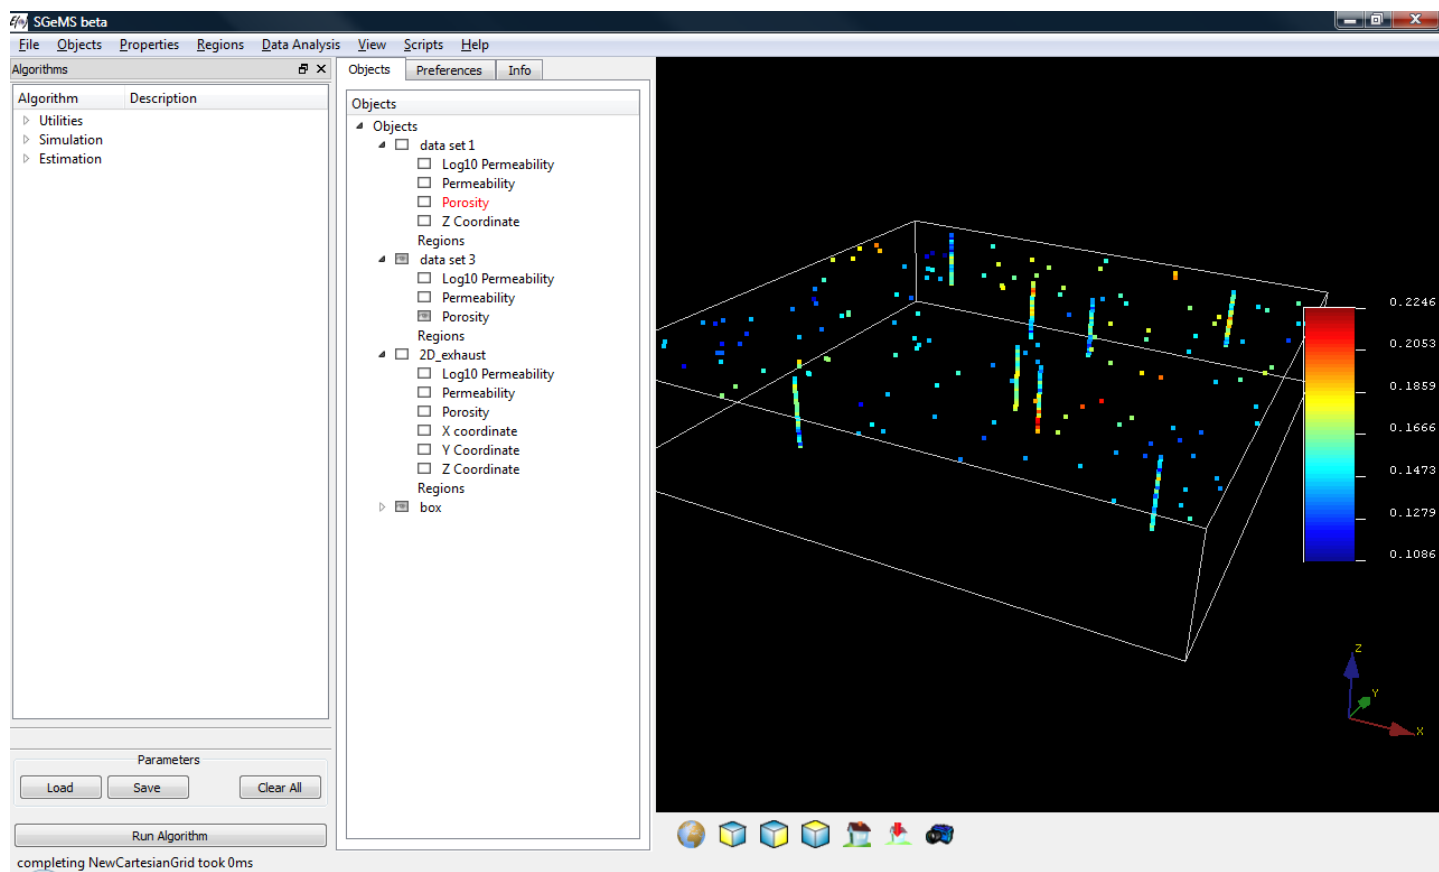 SGeMS beta
File Objects Properties Regions Data Analysis View Scripts Help
Algorithms
Algorithm Description
Utilities
Simulation
Estimation
Parameters
Load Save Clear All
Run Algorithm
completing NewCartesianGrid took 0ms
Objects Preferences Info
Objects
Objects
data set 1
Log10 Permeability
Permeability
Porosity
Z Coordinate
Regions
data set 3
Log10 Permeability
Permeability
Porosity
Regions
2D_exhaust
Log10 Permeability
Permeability
Porosity
X coordinate
Y Coordinate
Z Coordinate
Regions
box
0.2246
0.2053
0.1859
0.1666
0.1473
0.1279
0.1086
Z
Y
X